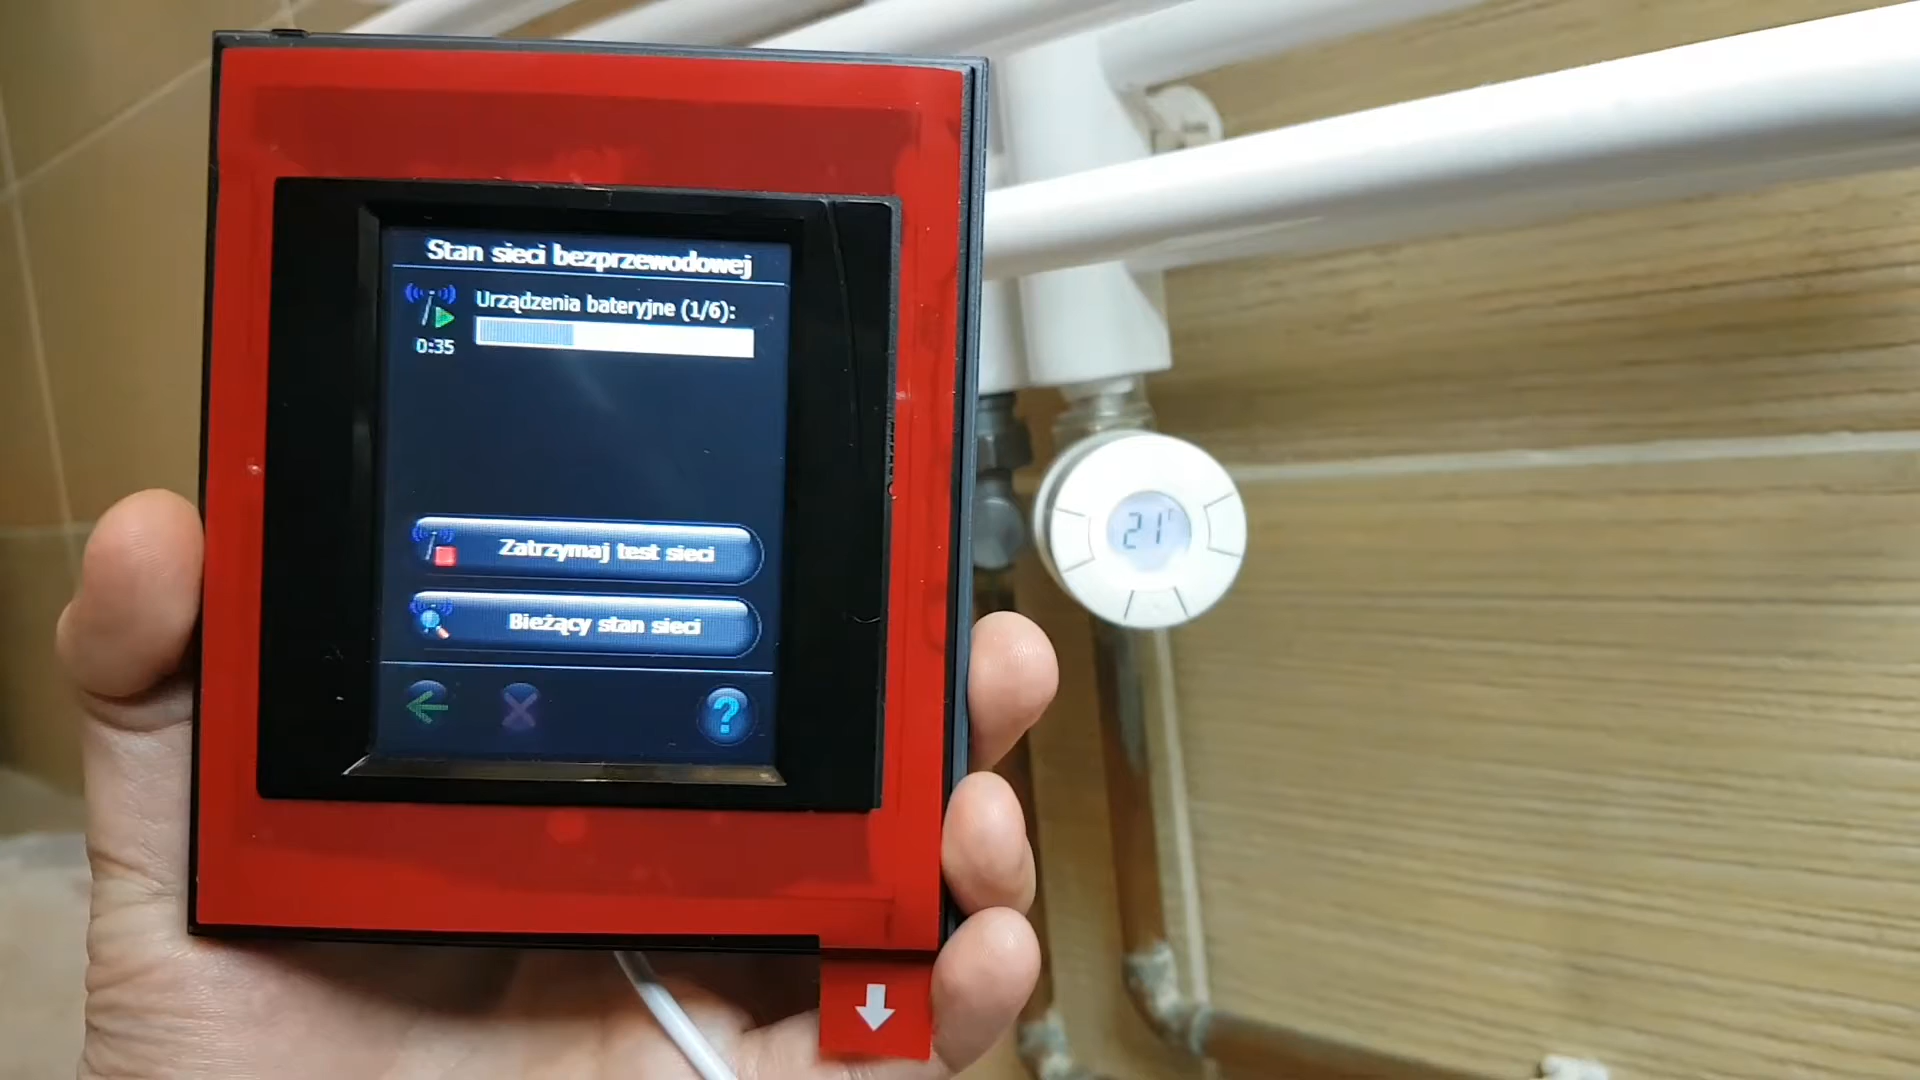 Stan sieci bezprzewodowej
Urządzenia bateryjne (1/6):
0:35
Zatrzymaj test sieci
Bieżący stan sieci
?
21°